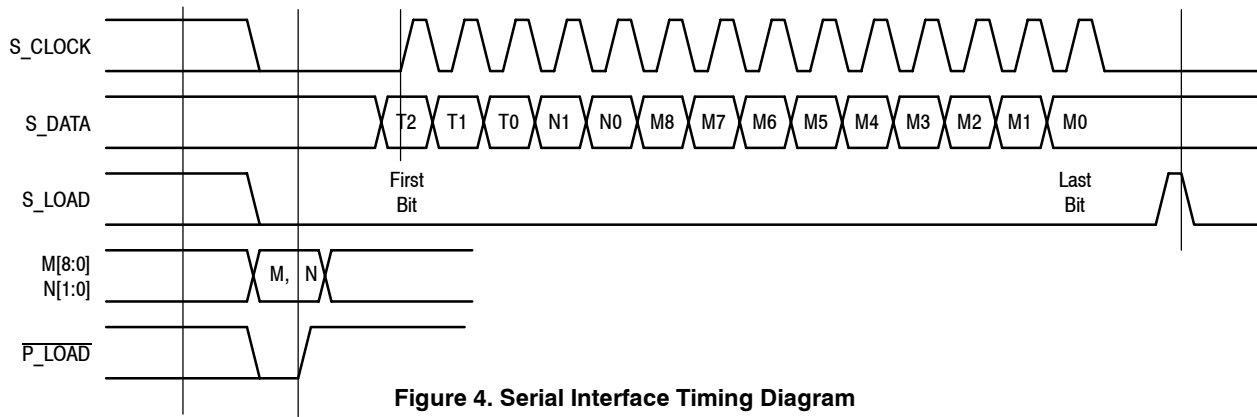 S_CLOCK
S_DATA
T2 T1 T0 N1 N0 M8 M7 M6 M5 M4 M3 M2 M1 M0
First
Bit
Last
Bit
S_LOAD
M[8:0]
N[1:0]
M, N
P_LOAD
Figure 4. Serial Interface Timing Diagram